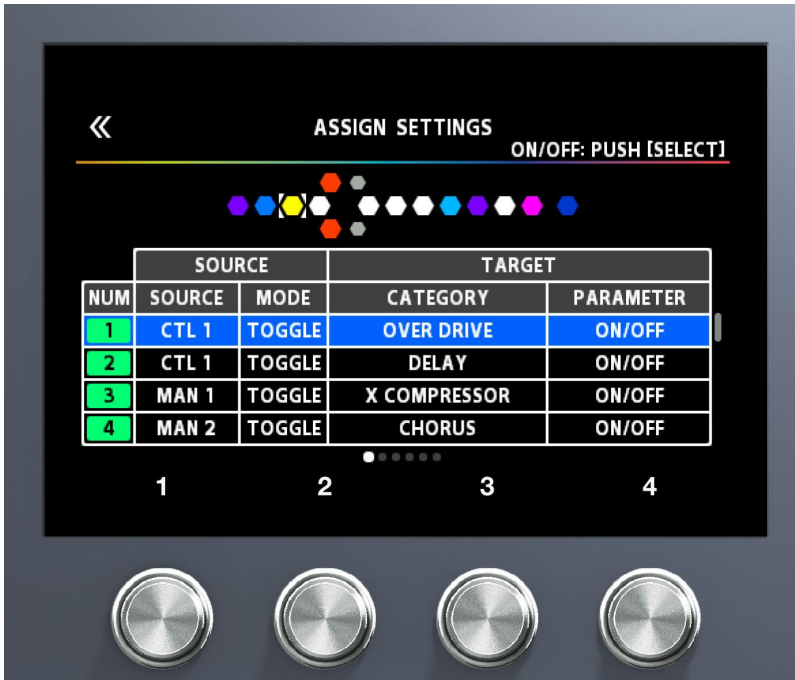 «
ASSIGN SETTINGS
ON/OFF: PUSH [SELECT]
SOURCE TARGET
NUM SOURCE MODE CATEGORY PARAMETER
1 CTL 1 TOGGLE OVER DRIVE ON/OFF
2 CTL 1 TOGGLE DELAY ON/OFF
3 MAN 1 TOGGLE X COMPRESSOR ON/OFF
4 MAN 2 TOGGLE CHORUS ON/OFF
1 2 3 4